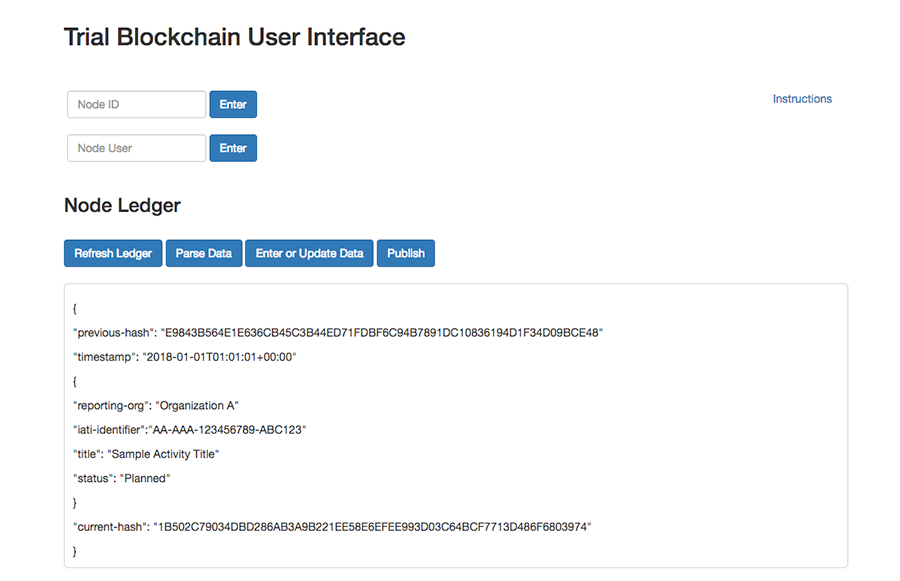 Trial Blockchain User Interface
Node ID Enter Instructions
Node User Enter
Node Ledger
Refresh Ledger Parse Data Enter or Update Data Publish
{
"previous-hash": "E9843B564E1E636CB45C3B44ED71FDBF6C94B7891DC10836194D1F34D09BCE48"
"timestamp": "2018-01-01T01:01:01+00:00"
{
"reporting-org": "Organization A"
"iati-identifier":"AA-AAA-123456789-ABC123"
"title": "Sample Activity Title"
"status": "Planned"
}
"current-hash": "1B502C79034DBD286AB3A9B221EE58E6EFEE993D03C64BCF7713D486F6803974"
}